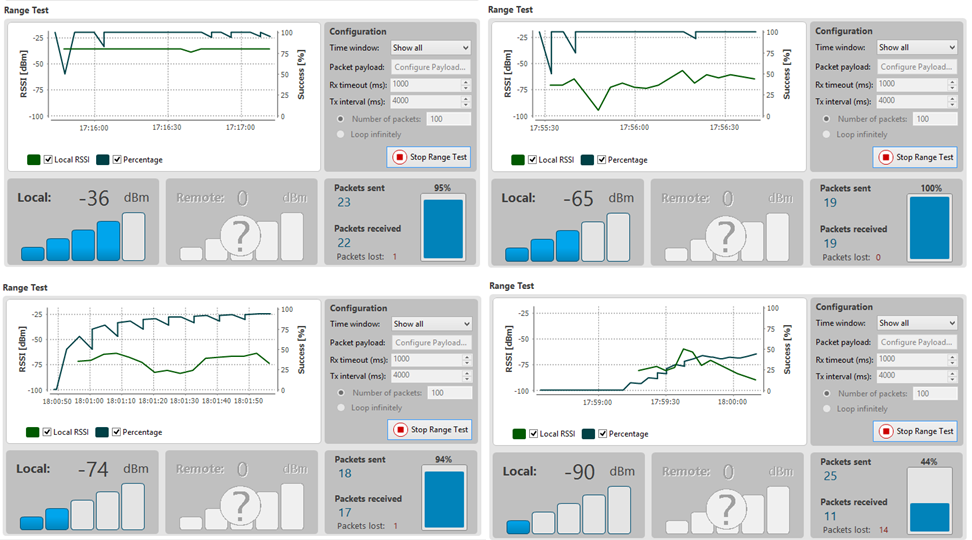 Range Test
-25
-50
-75
-100
RSSI [dBm]
100
75
50
25
0
Success [%]
17:16:00
17:16:30
17:17:00
Local RSSI
Percentage
Configuration
Time window:
Show all
Packet payload:
Configure Payload...
Rx timeout (ms):
1000
Tx interval (ms):
4000
Number of packets:
100
Loop infinitely
Stop Range Test
Local:
-36
dBm
Remote:
0
dBm
?
Packets sent
95%
23
Packets received
22
Packets lost: 1
Range Test
-25
-50
-75
-100
RSSI [dBm]
100
75
50
25
0
Success [%]
17:55:30
17:56:00
17:56:30
Local RSSI
Percentage
Configuration
Time window:
Show all
Packet payload:
Configure Payload...
Rx timeout (ms):
1000
Tx interval (ms):
4000
Number of packets:
100
Loop infinitely
Stop Range Test
Local:
-65
dBm
Remote:
0
dBm
?
Packets sent
100%
19
Packets received
19
Packets lost: 0
Range Test
-25
-50
-75
-100
RSSI [dBm]
100
75
50
25
0
Success [%]
18:00:50
18:01:00
18:01:10
18:01:20
18:01:30
18:01:40
18:01:50
Local RSSI
Percentage
Configuration
Time window:
Show all
Packet payload:
Configure Payload...
Rx timeout (ms):
1000
Tx interval (ms):
4000
Number of packets:
100
Loop infinitely
Stop Range Test
Local:
-74
dBm
Remote:
0
dBm
?
Packets sent
94%
18
Packets received
17
Packets lost: 1
Range Test
-25
-50
-75
-100
RSSI [dBm]
100
75
50
25
0
Success [%]
17:59:00
17:59:30
18:00:00
Local RSSI
Percentage
Configuration
Time window:
Show all
Packet payload:
Configure Payload...
Rx timeout (ms):
1000
Tx interval (ms):
4000
Number of packets:
100
Loop infinitely
Stop Range Test
Local:
-90
dBm
Remote:
0
dBm
?
Packets sent
44%
25
Packets received
11
Packets lost: 14